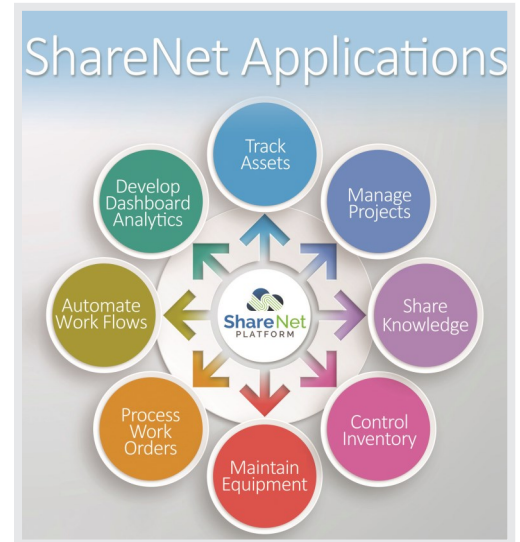 ShareNet Applications
Track
Assets
Manage
Projects
Share
Knowledge
Control
Inventory
Maintain
Equipment
Process
Work
Orders
Automate
Work Flows
Develop
Dashboard
Analytics
ShareNet
PLATFORM